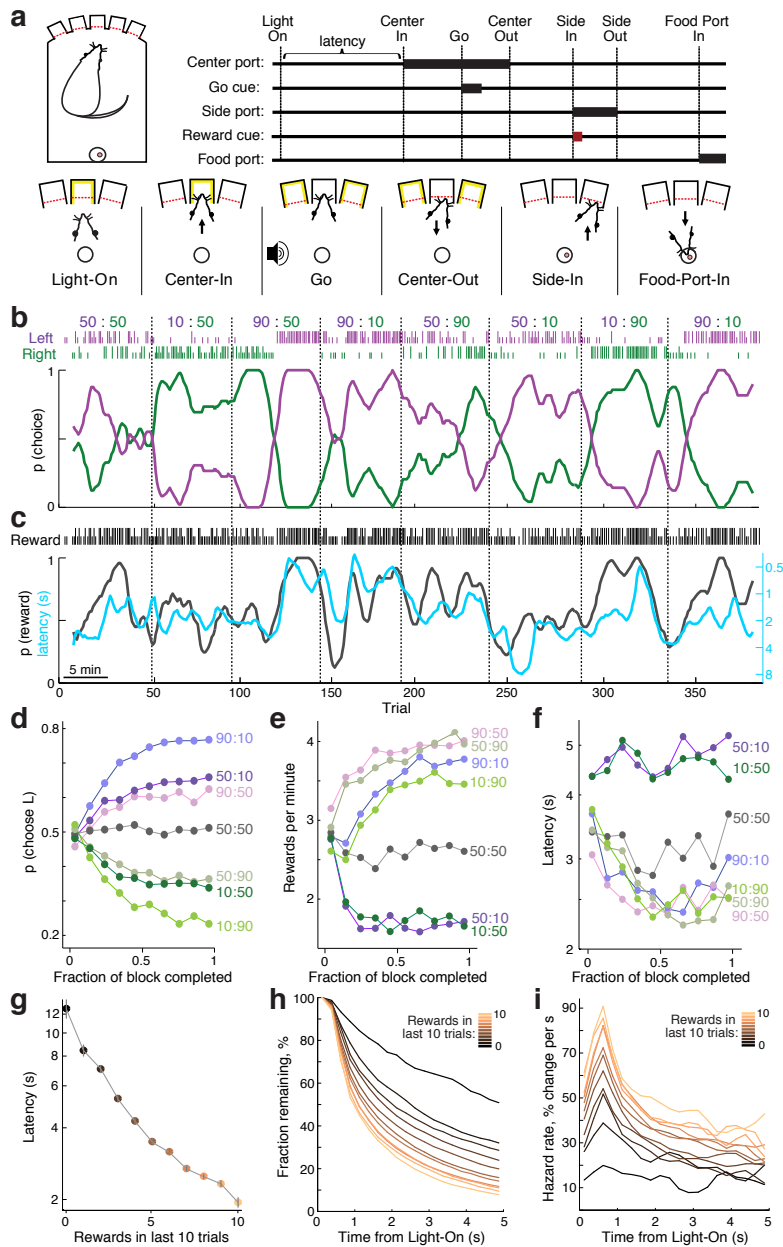 a
Light On
Center In
Go
Center Out
Side In
Side Out
Food Port In
latency
Center port:
Go cue:
Side port:
Reward cue:
Food port:
Light-On
Center-In
Go
Center-Out
Side-In
Food-Port-In
b
50 : 50
10 : 50
90 : 50
90 : 10
50 : 90
50 : 10
10 : 90
90 : 10
Left
Right
1
p (choice)
0
c
Reward
1
p (reward)
latency (s)
0
0.5
1
2
4
8
5 min
0
50
100
150
200
250
300
350
Trial
d
0.8
0.5
0.2
p (choose L)
90:10
50:10
90:50
50:50
50:90
10:50
10:90
0
0.5
1
Fraction of block completed
e
4
3
2
Rewards per minute
90:50
50:90
90:10
10:90
50:50
50:10
10:50
0
0.5
1
Fraction of block completed
f
5
4
3
2
Latency (s)
50:10
10:50
50:50
90:10
10:90
50:90
90:50
0
0.5
1
Fraction of block completed
g
12
10
8
6
4
2
Latency (s)
0
5
10
Rewards in last 10 trials
h
100
80
60
40
20
0
Fraction remaining, %
Rewards in
last 10 trials:
10
0
0
1
2
3
4
5
Time from Light-On (s)
i
90
70
50
30
10
Hazard rate, % change per s
Rewards in
last 10 trials:
10
0
0
1
2
3
4
5
Time from Light-On (s)